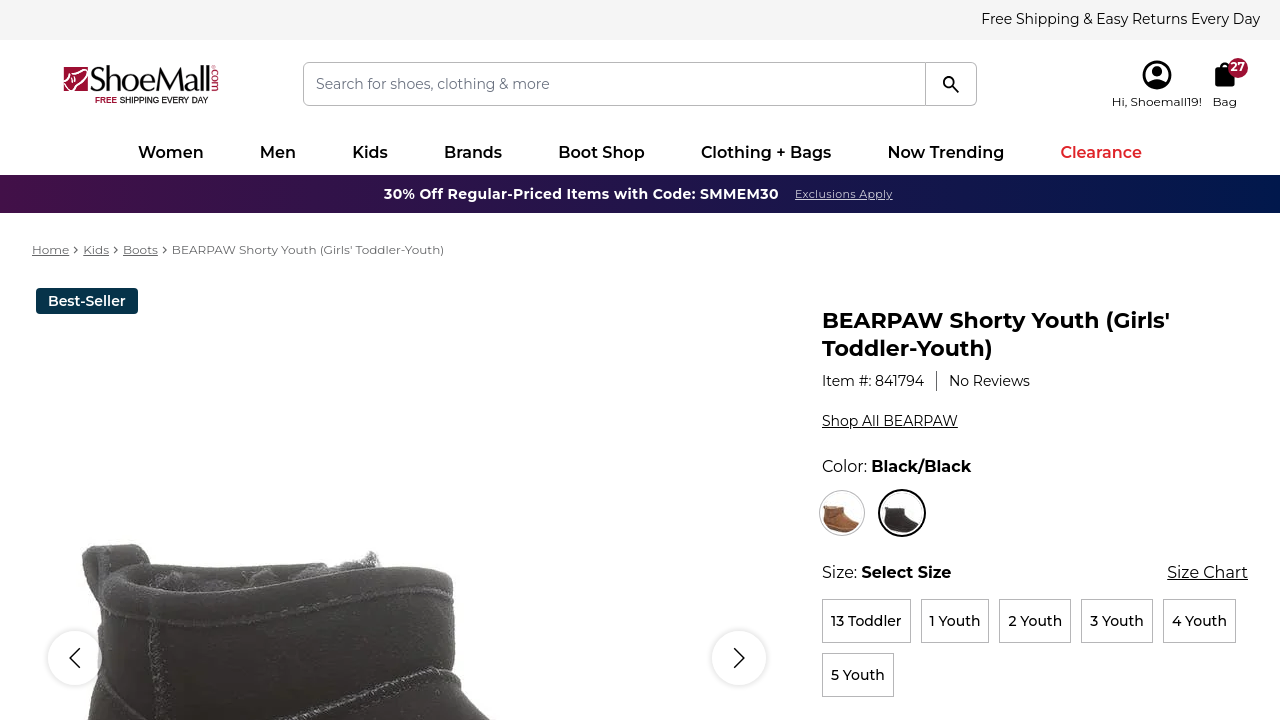 Free Shipping & Easy Returns Every Day
ShoeMall.com
FREE SHIPPING EVERY DAY
Search for shoes, clothing & more
27
Hi, Shoemall19!
Bag
Women
Men
Kids
Brands
Boot Shop
Clothing + Bags
Now Trending
Clearance
30% Off Regular-Priced Items with Code: SMMEM30
Exclusions Apply
Home > Kids > Boots > BEARPAW Shorty Youth (Girls' Toddler-Youth)
Best-Seller
BEARPAW Shorty Youth (Girls'
Toddler-Youth)
Item #: 841794
No Reviews
Shop All BEARPAW
Color: Black/Black
Size: Select Size
Size Chart
13 Toddler
1 Youth
2 Youth
3 Youth
4 Youth
5 Youth